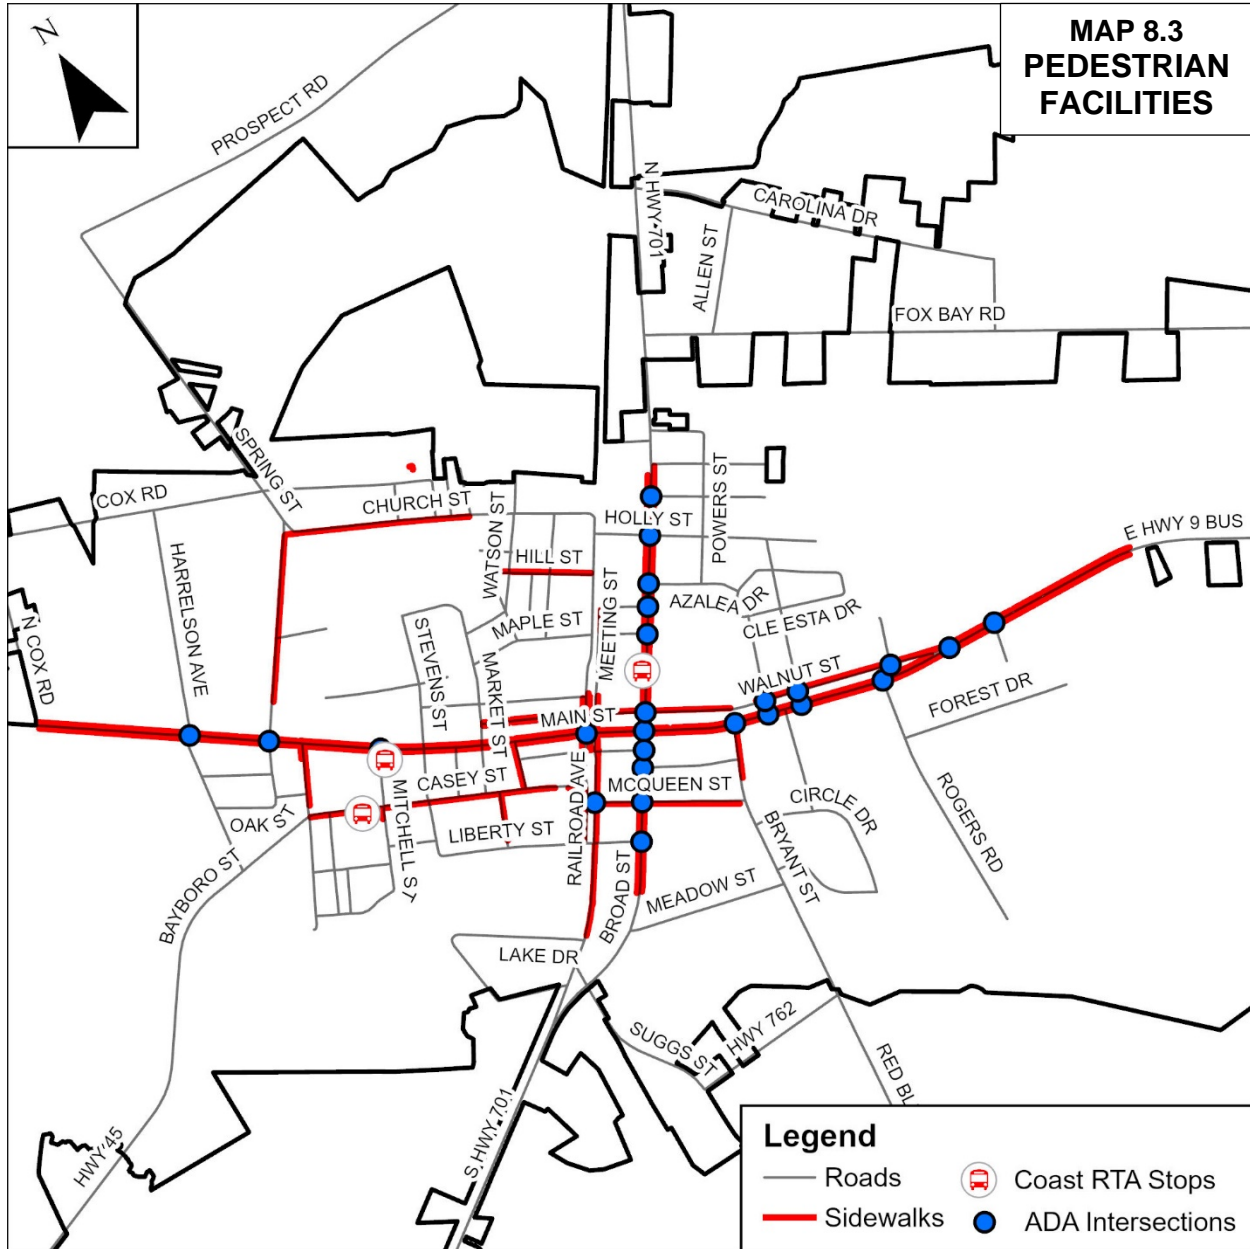 N
MAP 8.3
PEDESTRIAN
FACILITIES
PROSPECT RD
N HWY 701
CAROLINA DR
ALLEN ST
FOX BAY RD
SPRING ST
COX RD
CHURCH ST
WATSON ST
HOLLY ST
POWERS ST
E HWY 9 BUS
HARRELSON AVE
HILL ST
N COX RD
MAPLE ST
MEETING ST
AZALEA DR
CLE ESTA DR
STEVENS ST
MARKET ST
WALNUT ST
FOREST DR
MAIN ST
CASEY ST
MCQUEEN ST
OAK ST
MITCHELL ST
LIBERTY ST
RAILROAD AVE
CIRCLE DR
ROGERS RD
BAYBORO ST
BROAD ST
MEADOW ST
BRYANT ST
LAKE DR
SUGGS ST
HWY 762
RED BL
HWY 45
S HWY 701
Legend
Roads
Coast RTA Stops
Sidewalks
ADA Intersections